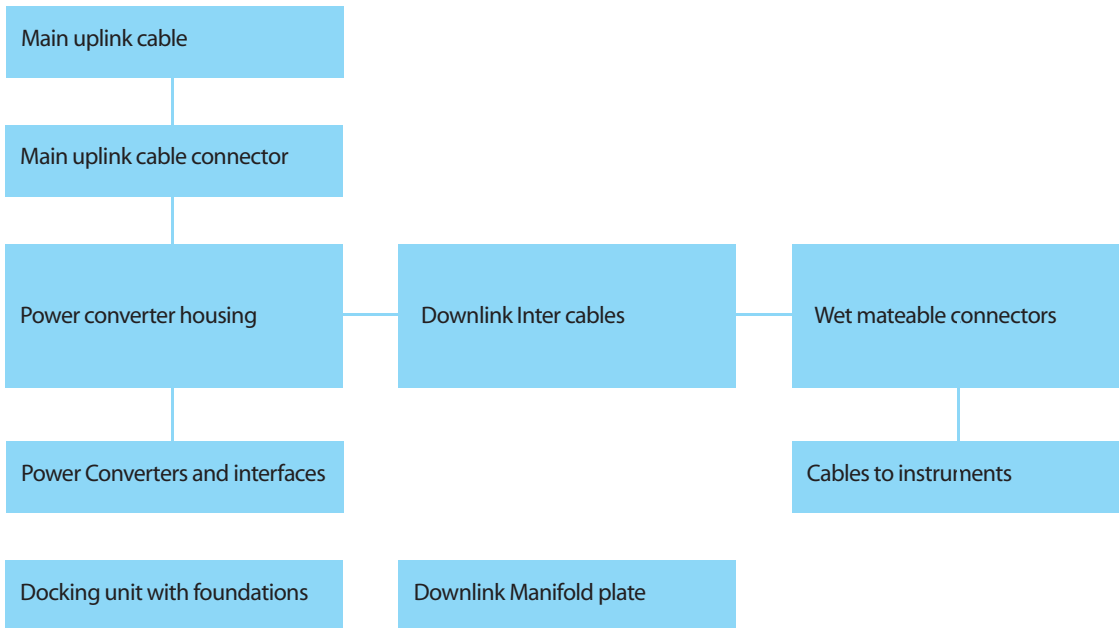 Main uplink cable
Main uplink cable connector
Power converter housing
Downlink Inter cables
Wet mateable connectors
Power Converters and interfaces
Cables to instruments
Docking unit with foundations
Downlink Manifold plate